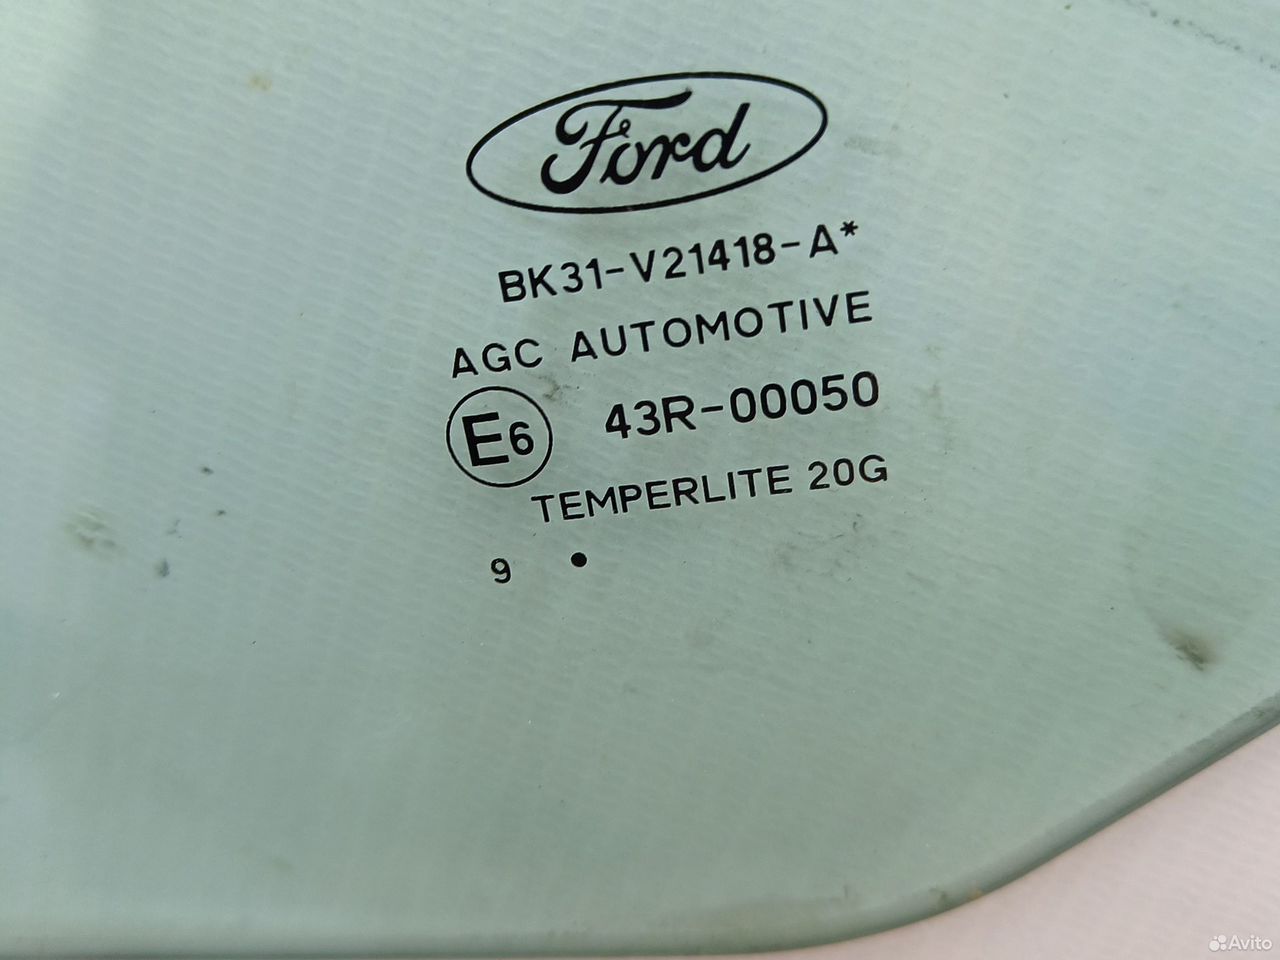 Ford
BK31-V21418-A*
AGC AUTOMOTIVE
E6 43R-00050
TEMPERLITE 20G
9 •
Avito